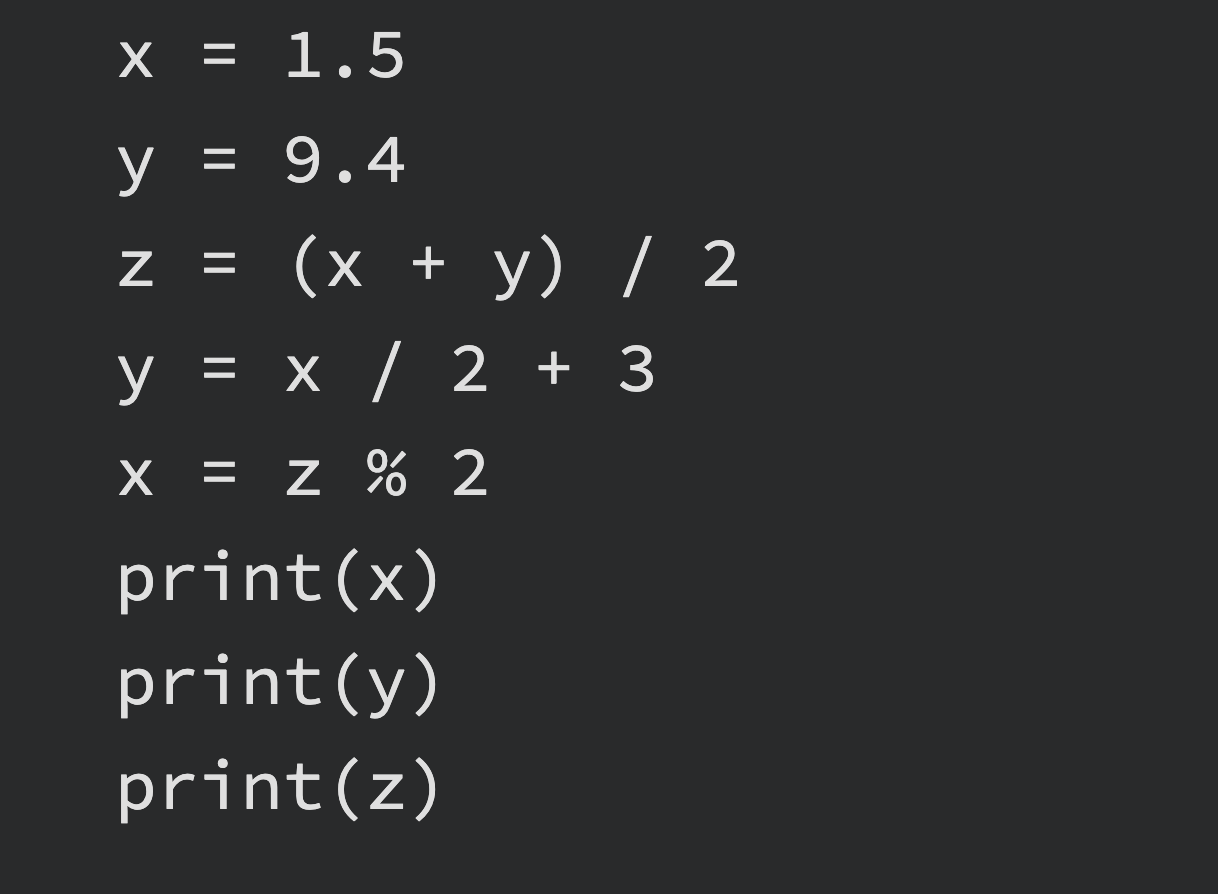 x = 1.5
y = 9.4
z = (x + y) / 2
y = x / 2 + 3
x = z % 2
print(x)
print(y)
print(z)